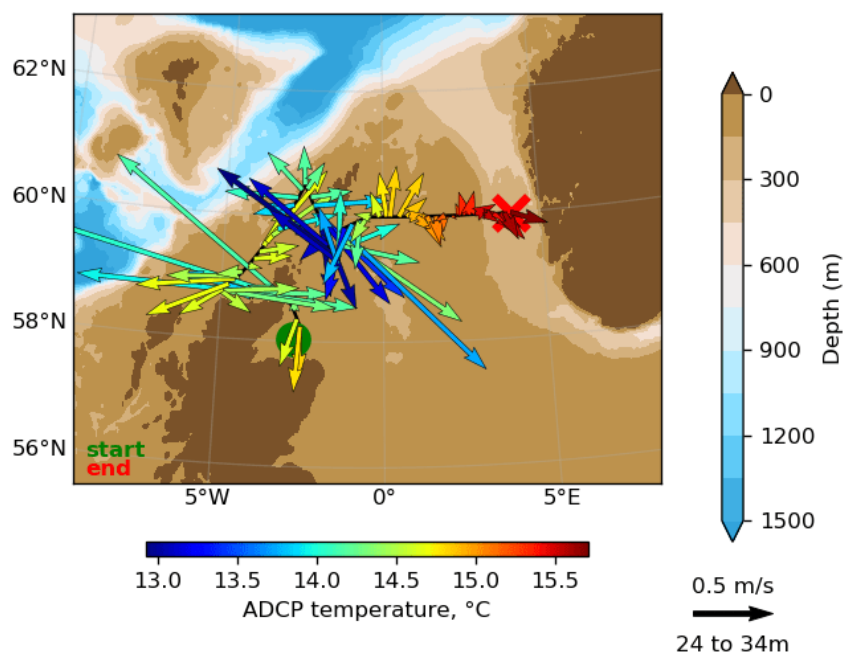 62°N
60°N
58°N
56°N
start
end
5°W
0°
5°E
0
300
600
900
1200
1500
Depth (m)
13.0 13.5 14.0 14.5 15.0 15.5
ADCP temperature, °C
0.5 m/s
24 to 34m